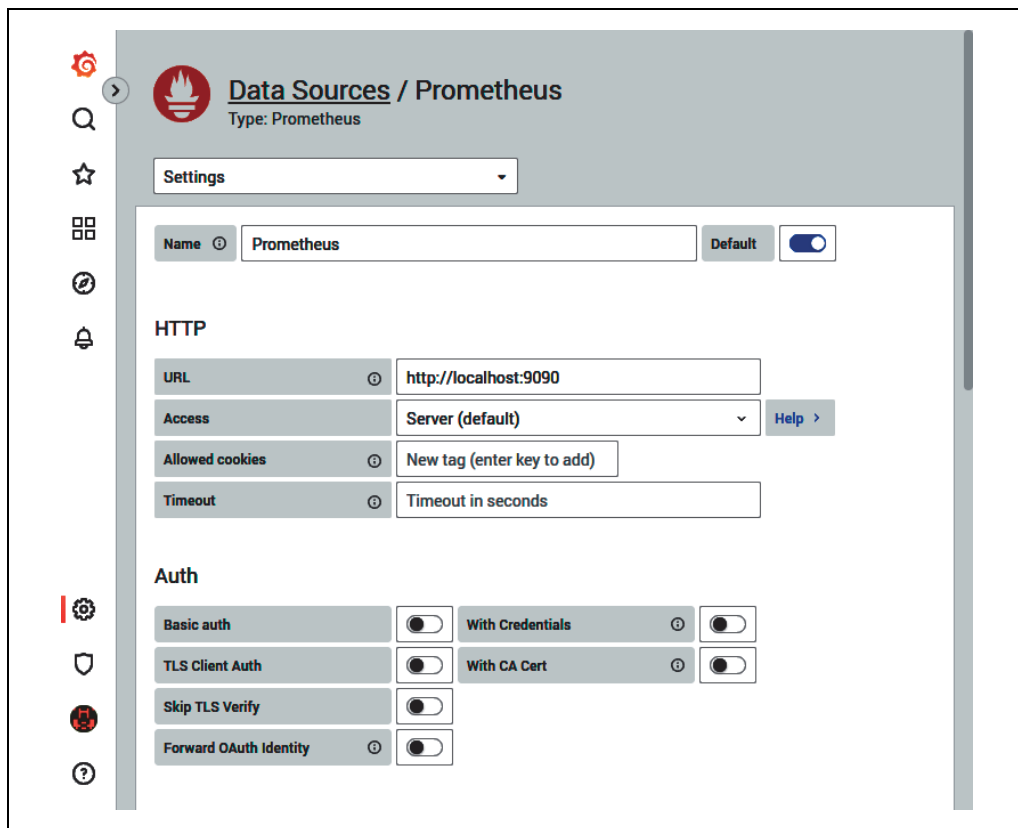 Data Sources / Prometheus
Type: Prometheus
Settings
Name Prometheus Default
HTTP
URL http://localhost:9090
Access Server (default) Help >
Allowed cookies New tag (enter key to add)
Timeout Timeout in seconds
Auth
Basic auth With Credentials
TLS Client Auth With CA Cert
Skip TLS Verify
Forward OAuth Identity